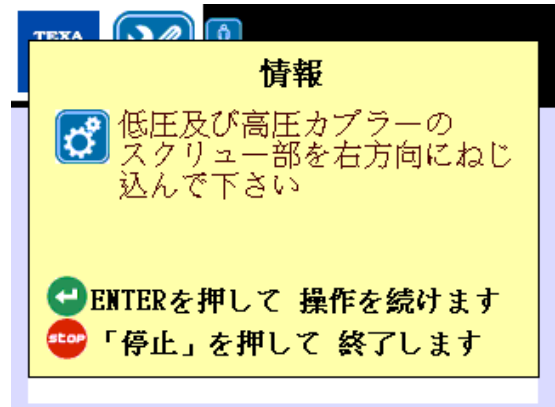 TEXA
情報
低圧及び高圧カプラーの
スクリュー部を右方向にねじ
込んで下さい
ENTERを押して 操作を続けます
stop 「停止」を押して 終了します